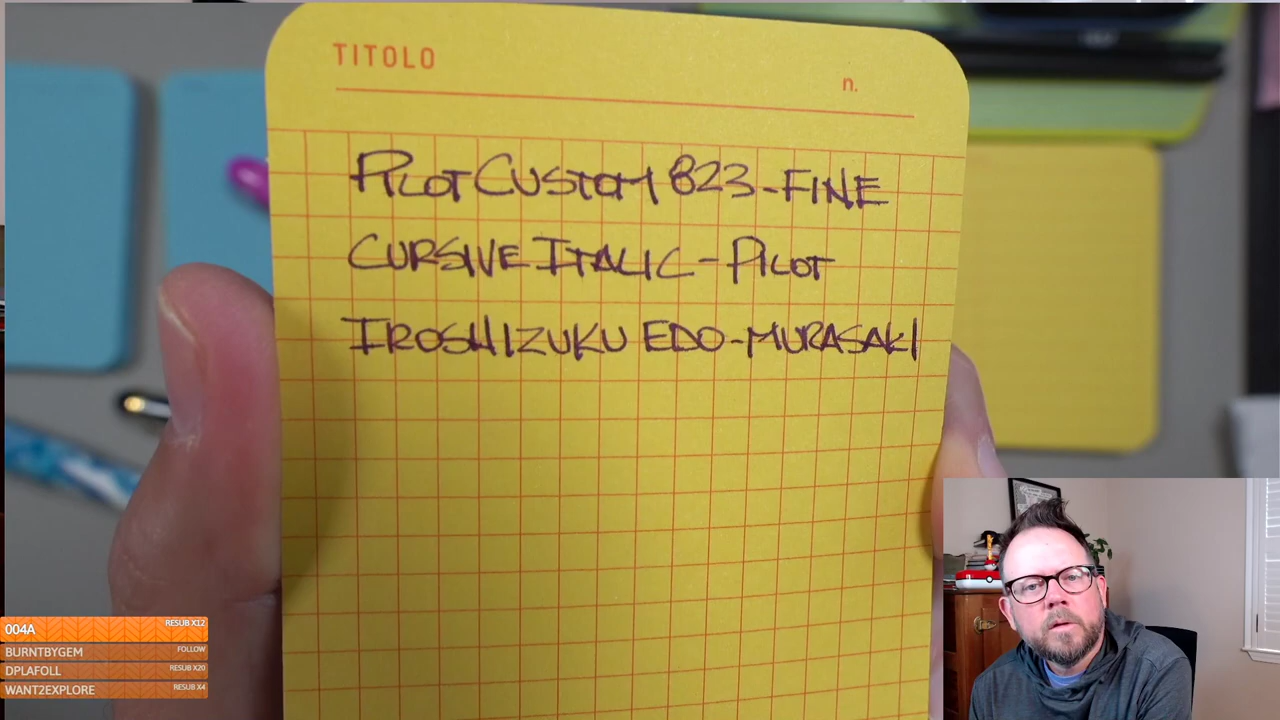 TITOLO
n.
PILOT CUSTOM 823-FINE
CURSIVE ITALIC - PILOT
IROSHIZUKU EDO-MURASAKI
004A RESUB X12
BURNTBYGEM FOLLOW
DPLAFOLL RESUB X20
WANT2EXPLORE RESUB X4